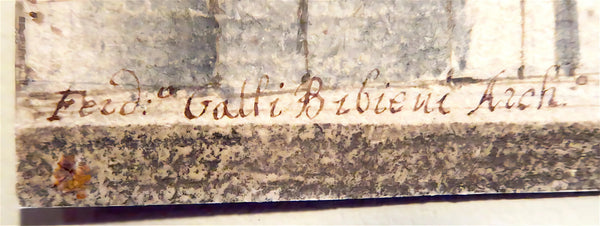 Ferd:º Galli Bibieni Arch.º